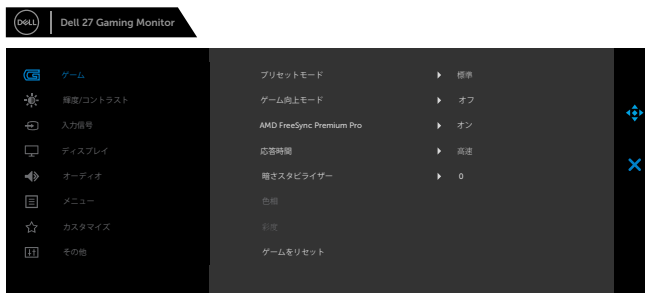 DELL
Dell 27 Gaming Monitor
ゲーム
プリセットモード 標準
輝度/コントラスト
ゲーム向上モード オフ
入力信号
AMD FreeSync Premium Pro オン
ディスプレイ
応答時間 高速
オーディオ
暗さスタビライザー 0
メニュー
色相
カスタマイズ
彩度
その他
ゲームをリセット